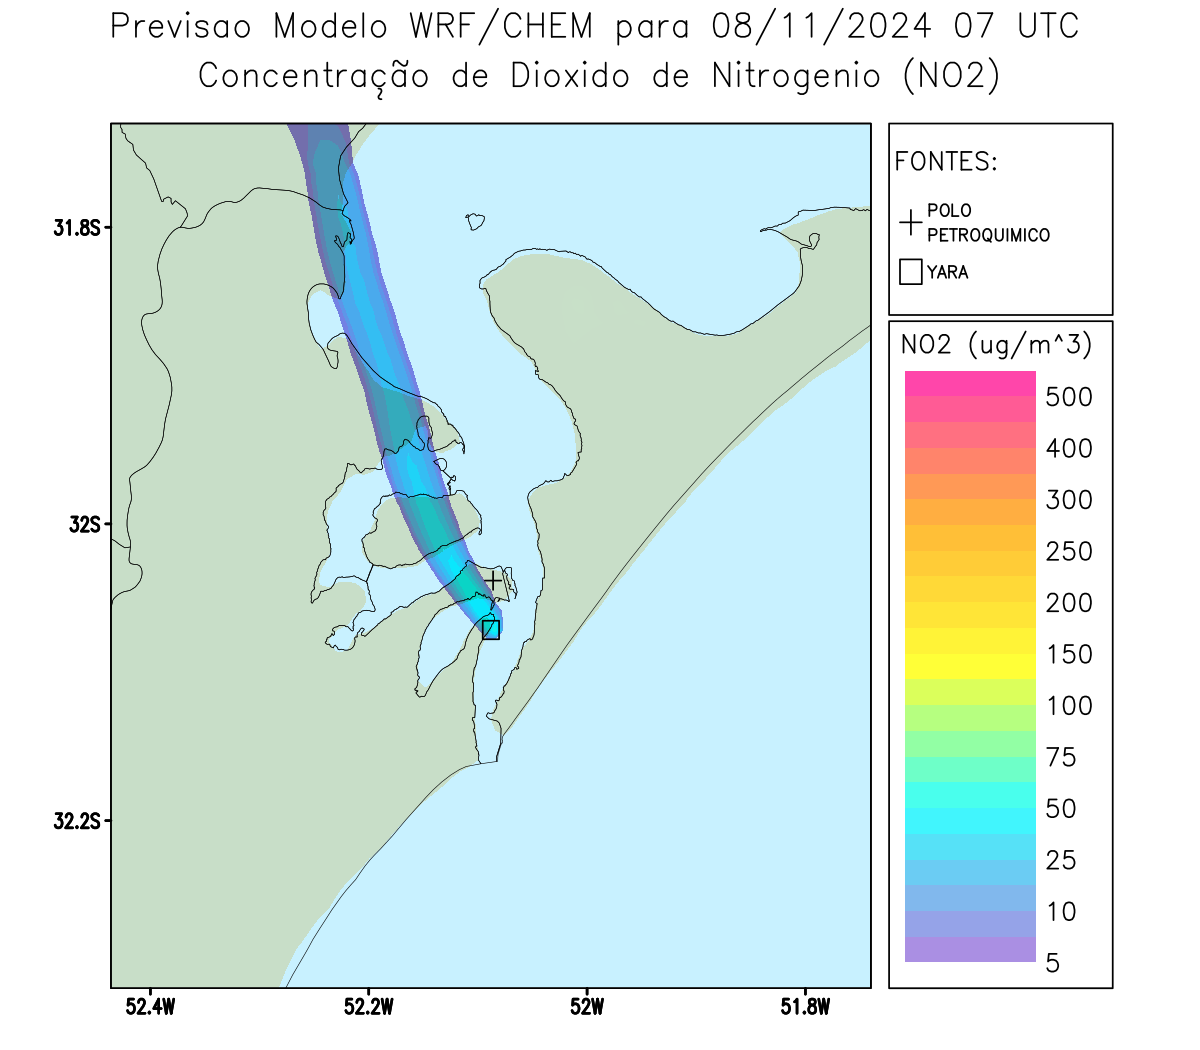 Previsao Modelo WRF/CHEM para 08/11/2024 07 UTC
Concentração de Dioxido de Nitrogenio (NO2)
FONTES:
POLO
PETROQUIMICO
YARA
NO2 (ug/m^3)
500
400
300
250
200
150
100
75
50
25
10
5
31.8S
32S
32.2S
52.4W
52.2W
52W
51.8W